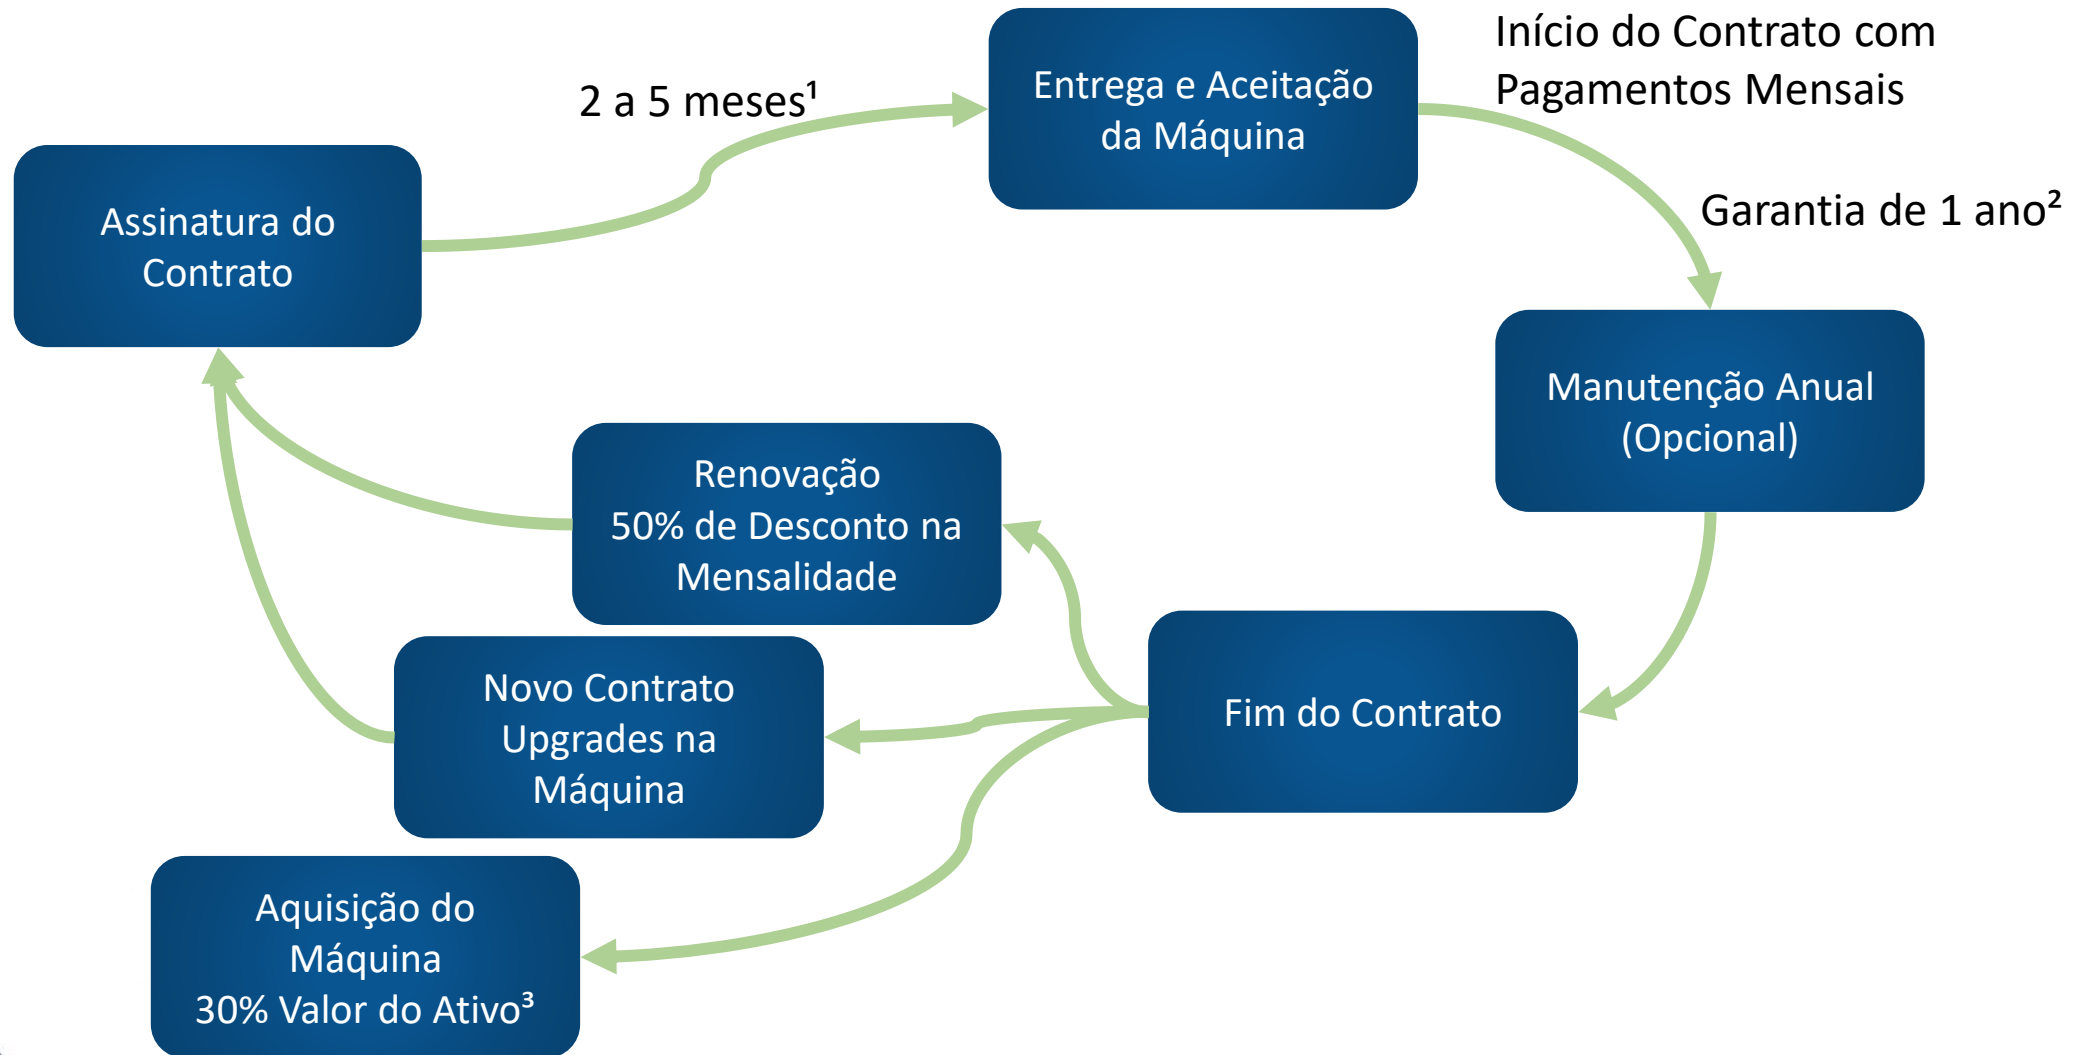 Início do Contrato com
Pagamentos Mensais
2 a 5 meses¹
Entrega e Aceitação
da Máquina
Assinatura do
Contrato
Garantia de 1 ano²
Manutenção Anual
(Opcional)
Renovação
50% de Desconto na
Mensalidade
Novo Contrato
Upgrades na
Máquina
Fim do Contrato
Aquisição do
Máquina
30% Valor do Ativo³